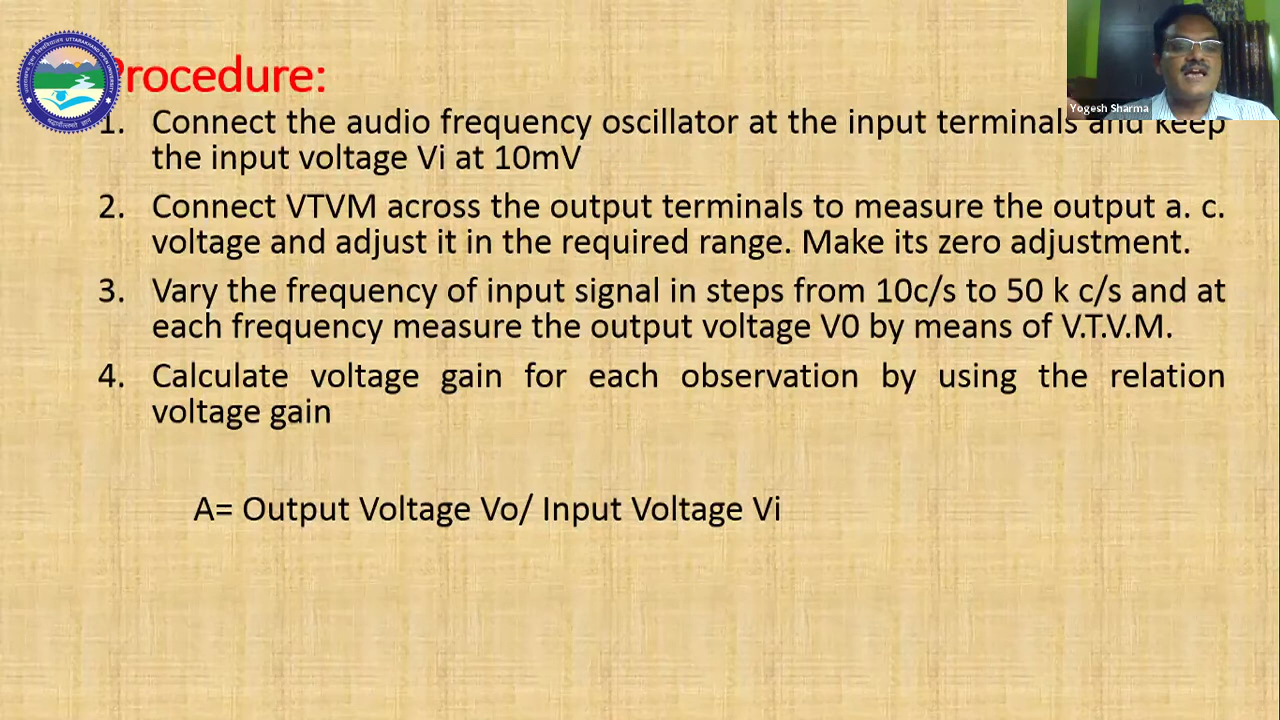 Procedure:
1. Connect the audio frequency oscillator at the input terminals and keep
the input voltage Vi at 10mV
2. Connect VTVM across the output terminals to measure the output a. c.
voltage and adjust it in the required range. Make its zero adjustment.
3. Vary the frequency of input signal in steps from 10c/s to 50 k c/s and at
each frequency measure the output voltage V0 by means of V.T.V.M.
4. Calculate voltage gain for each observation by using the relation
voltage gain
A= Output Voltage Vo/ Input Voltage Vi
Yogesh Sharma
UTTARAKHAND OPEN UNIVERSITY